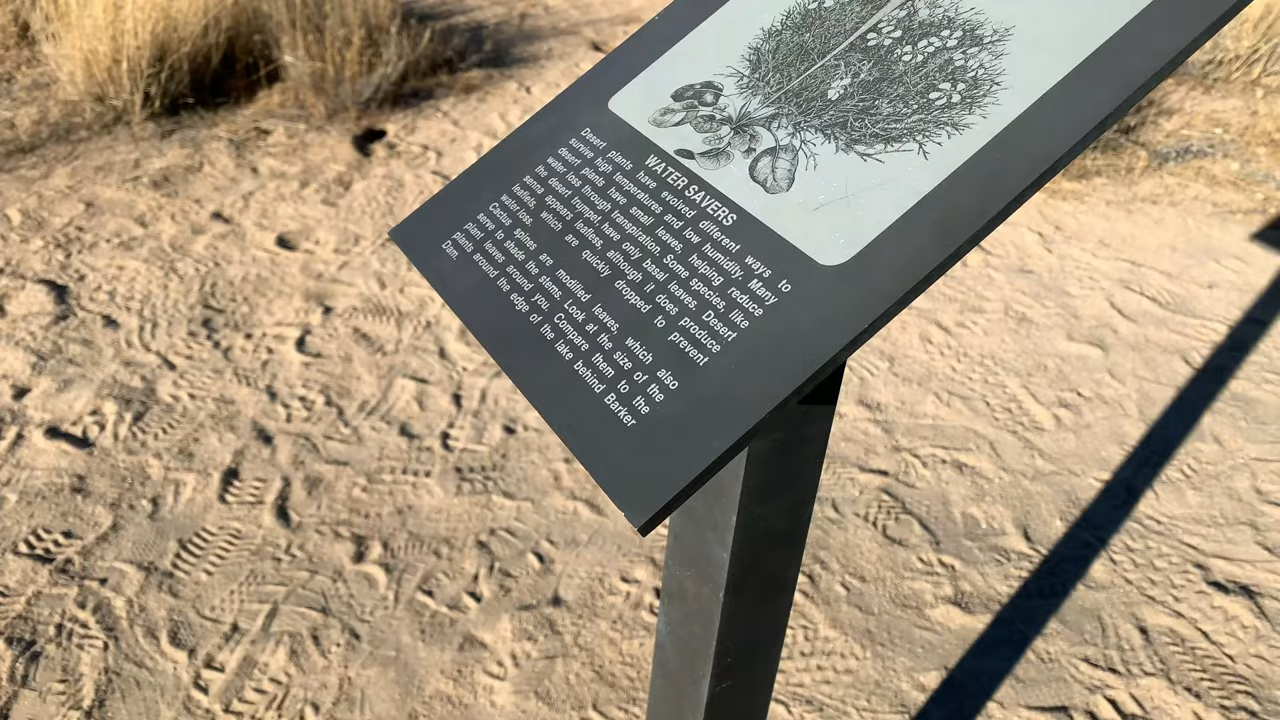 WATER SAVERS
Desert plants have evolved different ways to
survive high temperatures and low humidity. Many
desert plants have small leaves, helping reduce
water loss through transpiration. Some species, like
the desert trumpet, have only basal leaves. Desert
senna appears leafless, although it does produce
leaflets, which are quickly dropped to prevent
water loss.
Cactus spines are modified leaves, which also
serve to shade the stems. Look at the size of the
plant leaves around you. Compare them to the
plants around the edge of the lake behind Barker
Dam.